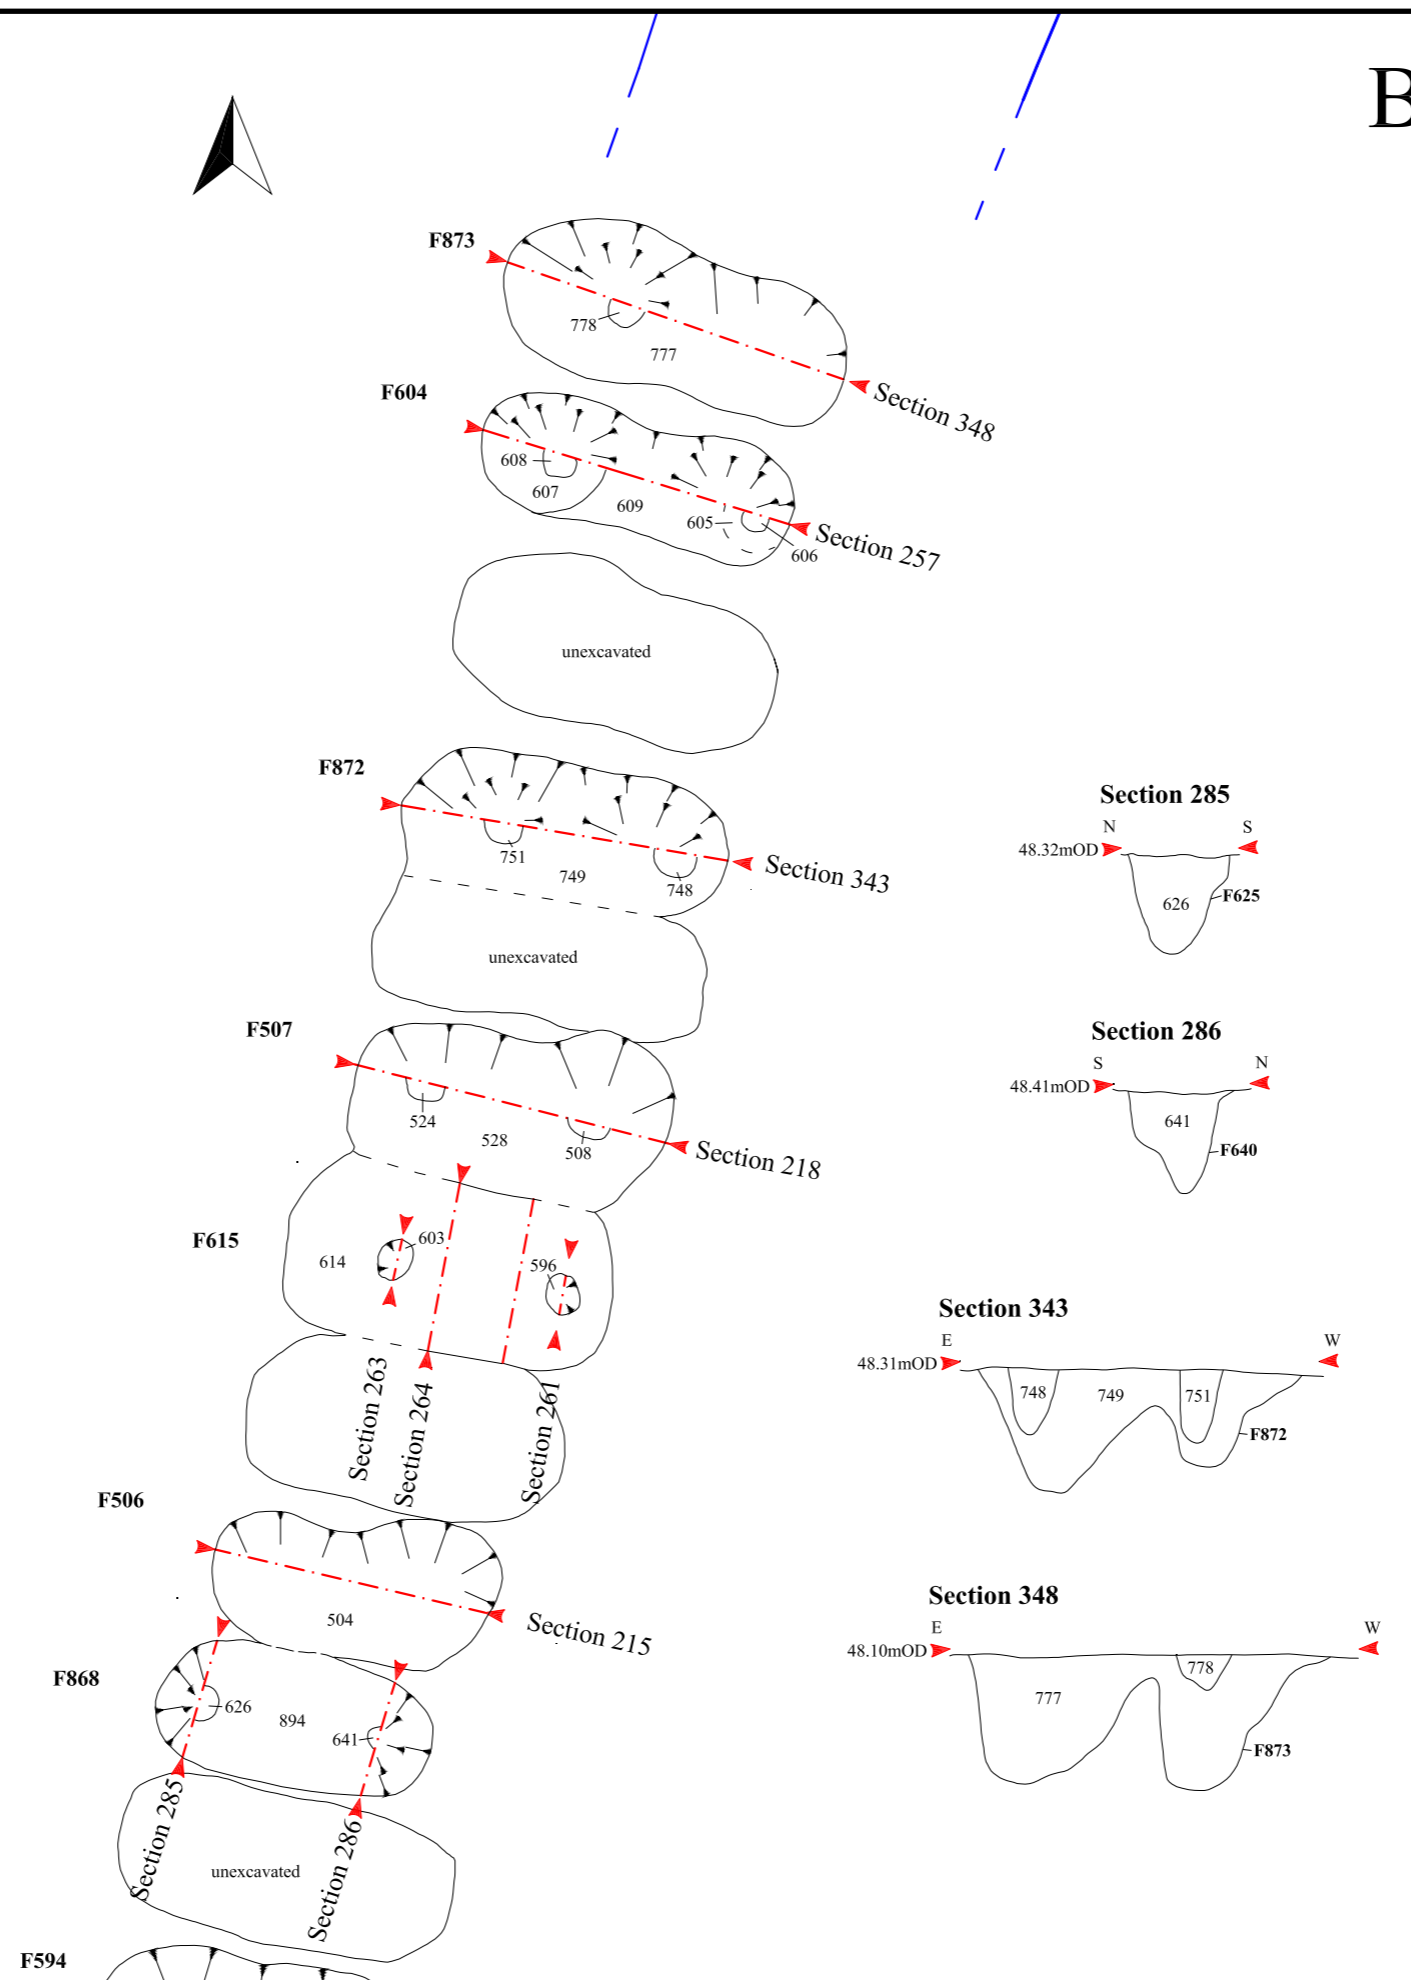 B
F873
778
777
Section 348
F604
608
607
609
605
606
Section 257
unexcavated
F872
751
749
748
Section 343
unexcavated
F507
524
528
508
Section 218
F615
614
603
596
Section 263
Section 264
Section 261
F506
504
Section 215
F868
626
894
641
Section 285
Section 286
unexcavated
F594
Section 285
N S
48.32mOD
626
F625
Section 286
S N
48.41mOD
641
F640
Section 343
E W
48.31mOD
748 749 751
F872
Section 348
E W
48.10mOD
778
777
F873